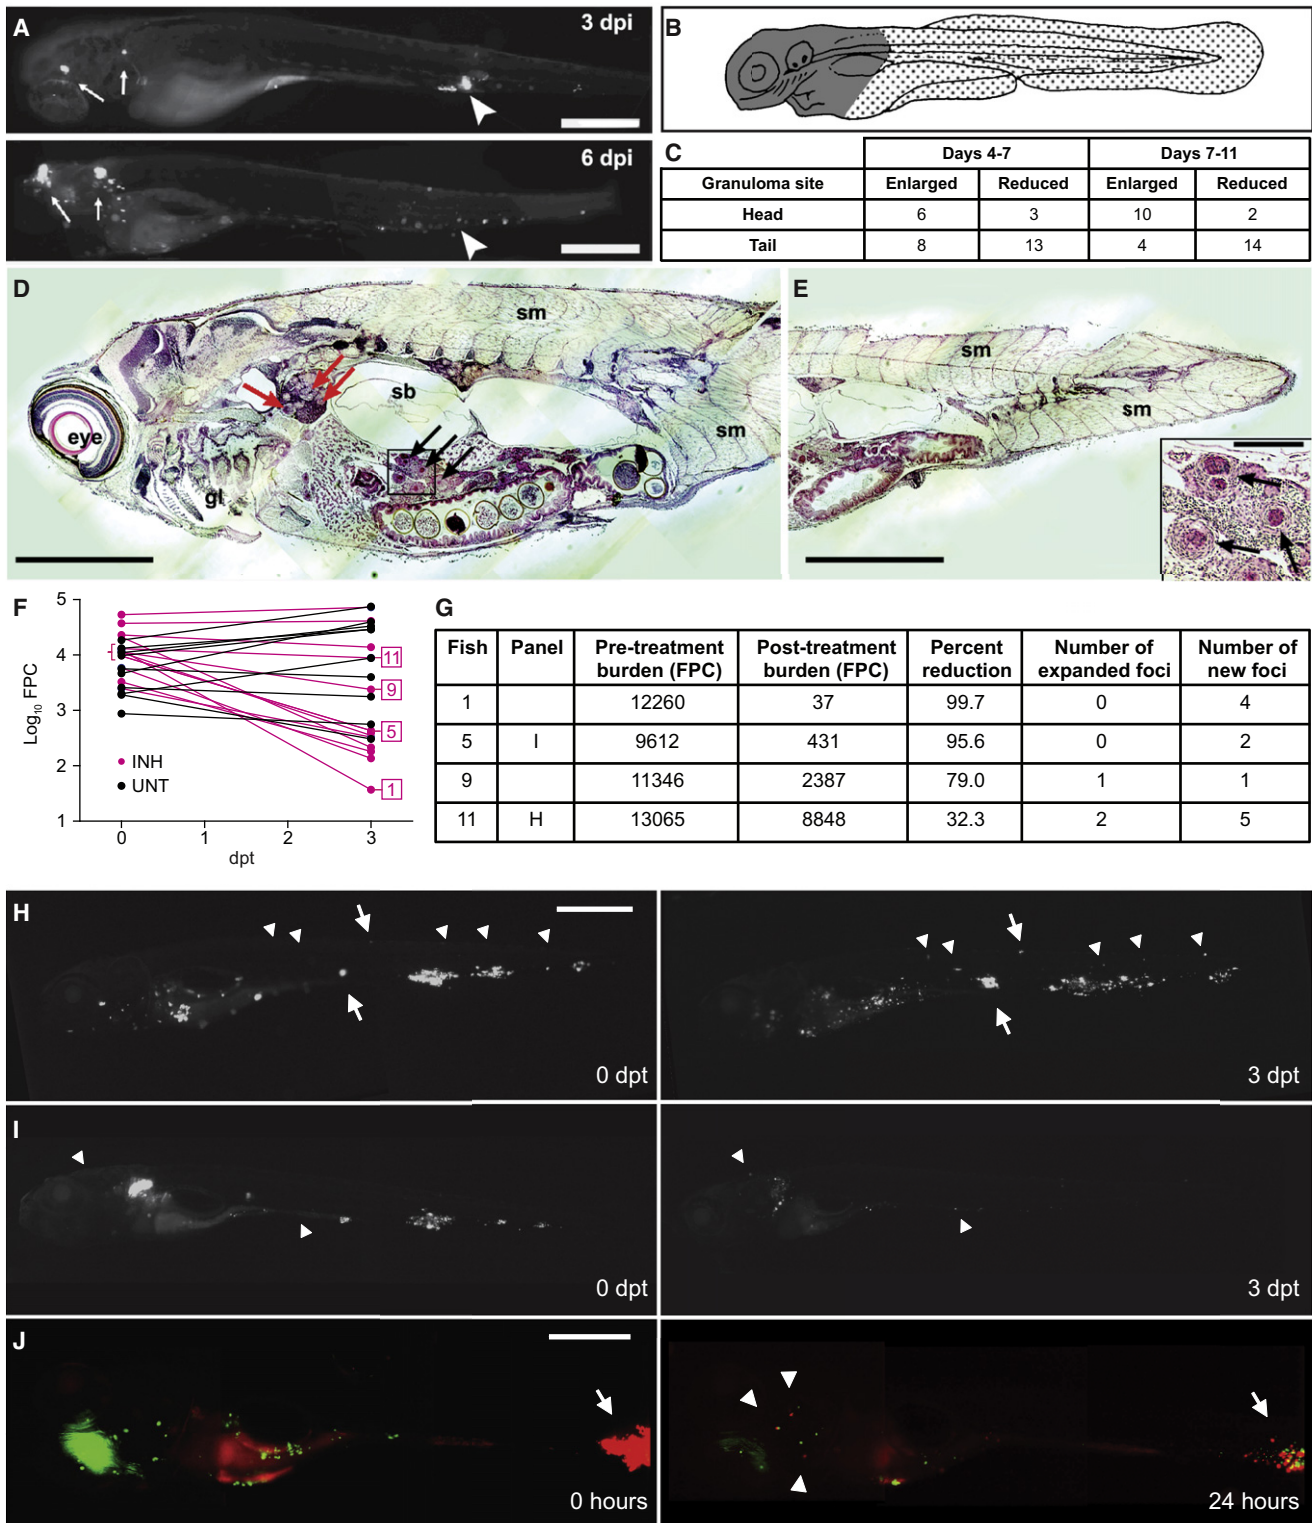 A
3 dpi
6 dpi
B
C
Days 4-7 Days 7-11
Granuloma site Enlarged Reduced Enlarged Reduced
Head 6 3 10 2
Tail 8 13 4 14
D
sm
sb
eye
gl
sm
E
sm
sm
F
5
4
3
2
1
Log10 FPC
11
9
5
1
INH
UNT
0 1 2 3
dpt
G
Fish Panel Pre-treatment burden (FPC) Post-treatment burden (FPC) Percent reduction Number of expanded foci Number of new foci
1 12260 37 99.7 0 4
5 I 9612 431 95.6 0 2
9 11346 2387 79.0 1 1
11 H 13065 8848 32.3 2 5
H
0 dpt
3 dpt
I
0 dpt
3 dpt
J
0 hours
24 hours